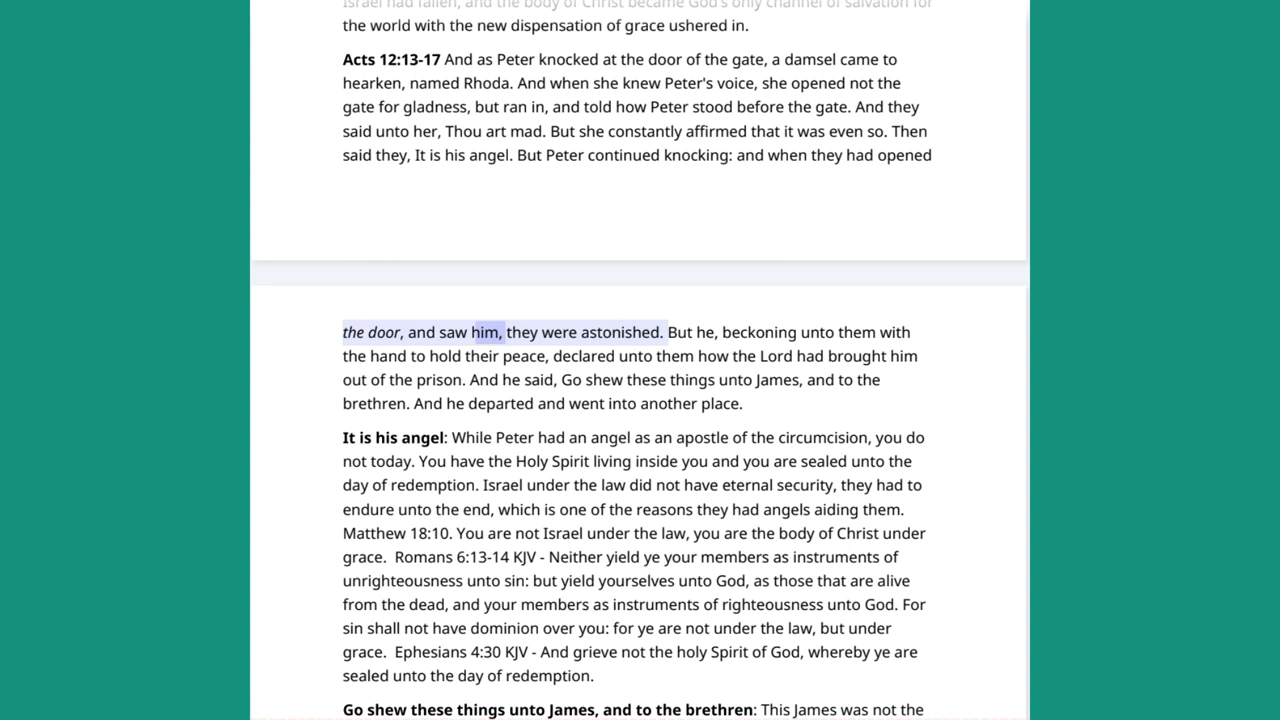 Israel had fallen, and the body of Christ became God's only channel of salvation for
the world with the new dispensation of grace ushered in.
Acts 12:13-17 And as Peter knocked at the door of the gate, a damsel came to
hearken, named Rhoda. And when she knew Peter's voice, she opened not the
gate for gladness, but ran in, and told how Peter stood before the gate. And they
said unto her, Thou art mad. But she constantly affirmed that it was even so. Then
said they, It is his angel. But Peter continued knocking: and when they had opened
the door, and saw him, they were astonished. But he, beckoning unto them with
the hand to hold their peace, declared unto them how the Lord had brought him
out of the prison. And he said, Go shew these things unto James, and to the
brethren. And he departed and went into another place.
It is his angel: While Peter had an angel as an apostle of the circumcision, you do
not today. You have the Holy Spirit living inside you and you are sealed unto the
day of redemption. Israel under the law did not have eternal security, they had to
endure unto the end, which is one of the reasons they had angels aiding them.
Matthew 18:10. You are not Israel under the law, you are the body of Christ under
grace.  Romans 6:13-14 KJV - Neither yield ye your members as instruments of
unrighteousness unto sin: but yield yourselves unto God, as those that are alive
from the dead, and your members as instruments of righteousness unto God. For
sin shall not have dominion over you: for ye are not under the law, but under
grace.  Ephesians 4:30 KJV - And grieve not the holy Spirit of God, whereby ye are
sealed unto the day of redemption.
Go shew these things unto James, and to the brethren: This James was not the